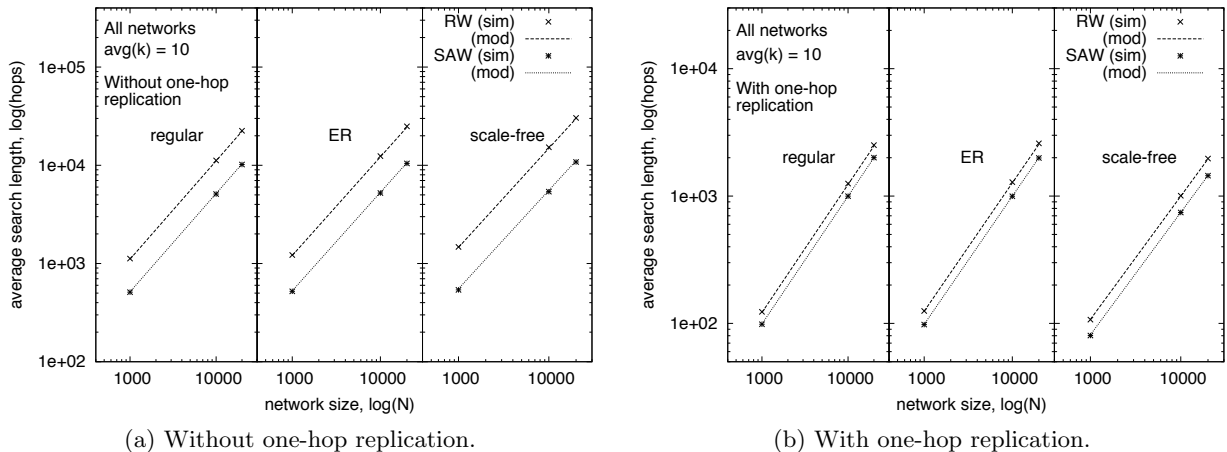 All networks
avg(k) = 10
Without one-hop
replication
RW (sim)
(mod)
SAW (sim)
(mod)
regular
ER
scale-free
1e+05
1e+04
1e+03
1e+02
average search length, log(hops)
1000
10000
1000
10000
1000
10000
network size, log(N)
(a) Without one-hop replication.
All networks
avg(k) = 10
With one-hop
replication
RW (sim)
(mod)
SAW (sim)
(mod)
regular
ER
scale-free
1e+04
1e+03
1e+02
average search length, log(hops)
1000
10000
1000
10000
1000
10000
network size, log(N)
(b) With one-hop replication.